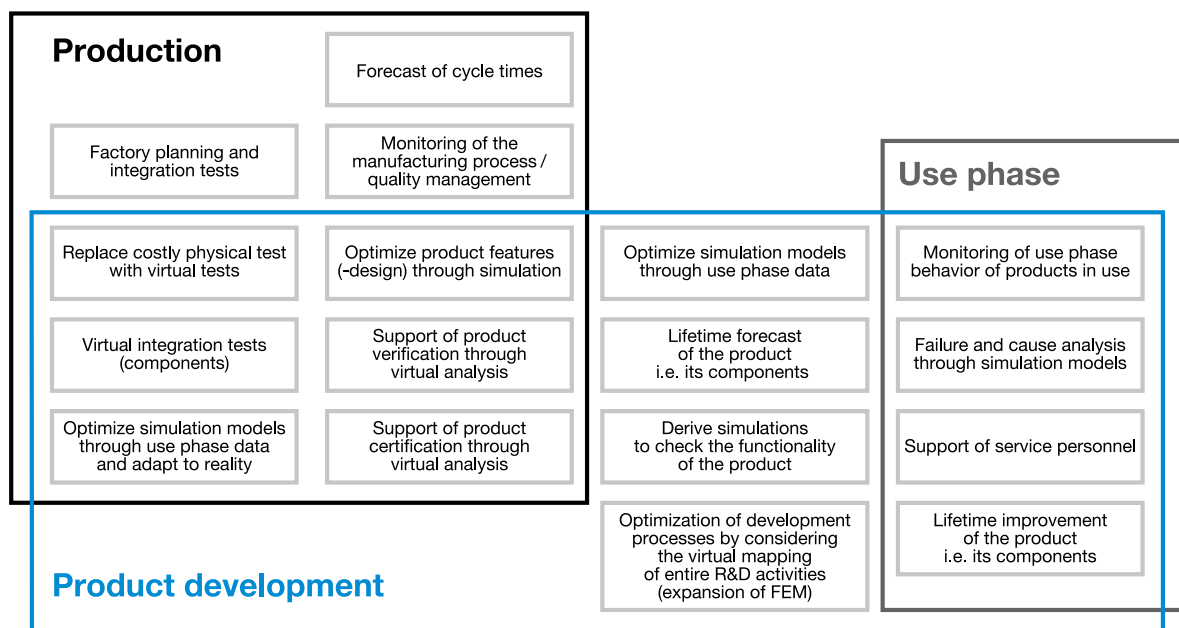 Production
Forecast of cycle times
Factory planning and
integration tests
Monitoring of the
manufacturing process /
quality management
Use phase
Replace costly physical test
with virtual tests
Optimize product features
(-design) through simulation
Optimize simulation models
through use phase data
Monitoring of use phase
behavior of products in use
Virtual integration tests
(components)
Support of product
verification through
virtual analysis
Lifetime forecast
of the product
i.e. its components
Failure and cause analysis
through simulation models
Optimize simulation models
through use phase data
and adapt to reality
Support of product
certification through
virtual analysis
Derive simulations
to check the functionality
of the product
Support of service personnel
Product development
Optimization of development
processes by considering
the virtual mapping
of entire R&D activities
(expansion of FEM)
Lifetime improvement
of the product
i.e. its components